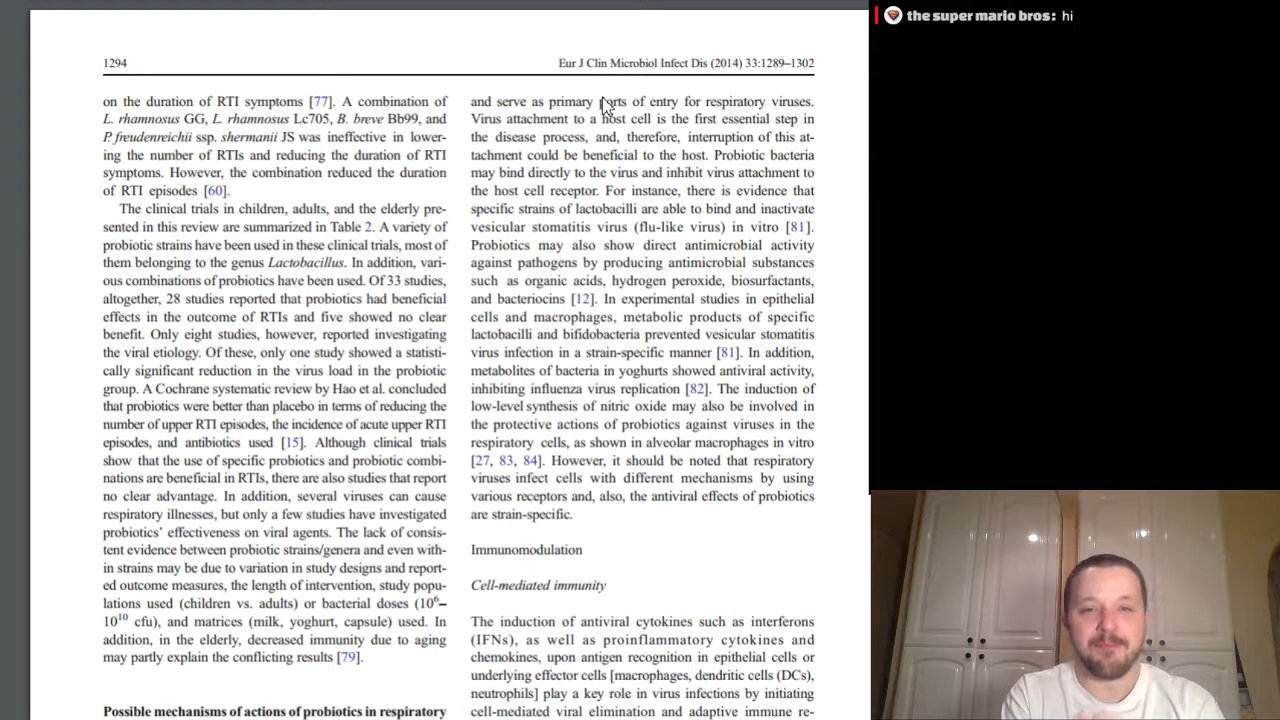 1294
Eur J Clin Microbiol Infect Dis (2014) 33:1289–1302
on the duration of RTI symptoms [77]. A combination of
L. rhamnosus GG, L. rhamnosus Lc705, B. breve Bb99, and
P. freudenreichii ssp. shermanii JS was ineffective in lower-
ing the number of RTIs and reducing the duration of RTI
symptoms. However, the combination reduced the duration
of RTI episodes [60].
The clinical trials in children, adults, and the elderly pre-
sented in this review are summarized in Table 2. A variety of
probiotic strains have been used in these clinical trials, most of
them belonging to the genus Lactobacillus. In addition, vari-
ous combinations of probiotics have been used. Of 33 studies,
altogether, 28 studies reported that probiotics had beneficial
effects in the outcome of RTIs and five showed no clear
benefit. Only eight studies, however, reported investigating
the viral etiology. Of these, only one study showed a statisti-
cally significant reduction in the virus load in the probiotic
group. A Cochrane systematic review by Hao et al. concluded
that probiotics were better than placebo in terms of reducing the
number of upper RTI episodes, the incidence of acute upper RTI
episodes, and antibiotics used [15]. Although clinical trials
show that the use of specific probiotics and probiotic combi-
nations are beneficial in RTIs, there are also studies that report
no clear advantage. In addition, several viruses can cause
respiratory illnesses, but only a few studies have investigated
probiotics' effectiveness on viral agents. The lack of consis-
tent evidence between probiotic strains/genera and even with-
in strains may be due to variation in study designs and report-
ed outcome measures, the length of intervention, study popu-
lations used (children vs. adults) or bacterial doses (10⁶–
10¹⁰ cfu), and matrices (milk, yoghurt, capsule) used. In
addition, in the elderly, decreased immunity due to aging
may partly explain the conflicting results [79].
Possible mechanisms of actions of probiotics in respiratory
and serve as primary ports of entry for respiratory viruses.
Virus attachment to a host cell is the first essential step in
the disease process, and, therefore, interruption of this at-
tachment could be beneficial to the host. Probiotic bacteria
may bind directly to the virus and inhibit virus attachment to
the host cell receptor. For instance, there is evidence that
specific strains of lactobacilli are able to bind and inactivate
vesicular stomatitis virus (flu-like virus) in vitro [81].
Probiotics may also show direct antimicrobial activity
against pathogens by producing antimicrobial substances
such as organic acids, hydrogen peroxide, biosurfactants,
and bacteriocins [12]. In experimental studies in epithelial
cells and macrophages, metabolic products of specific
lactobacilli and bifidobacteria prevented vesicular stomatitis
virus infection in a strain-specific manner [81]. In addition,
metabolites of bacteria in yoghurts showed antiviral activity,
inhibiting influenza virus replication [82]. The induction of
low-level synthesis of nitric oxide may also be involved in
the protective actions of probiotics against viruses in the
respiratory cells, as shown in alveolar macrophages in vitro
[27, 83, 84]. However, it should be noted that respiratory
viruses infect cells with different mechanisms by using
various receptors and, also, the antiviral effects of probiotics
are strain-specific.
Immunomodulation
Cell-mediated immunity
The induction of antiviral cytokines such as interferons
(IFNs), as well as proinflammatory cytokines and
chemokines, upon antigen recognition in epithelial cells or
underlying effector cells [macrophages, dendritic cells (DCs),
neutrophils] play a key role in virus infections by initiating
cell-mediated viral elimination and adaptive immune re-
the super mario bros: hi